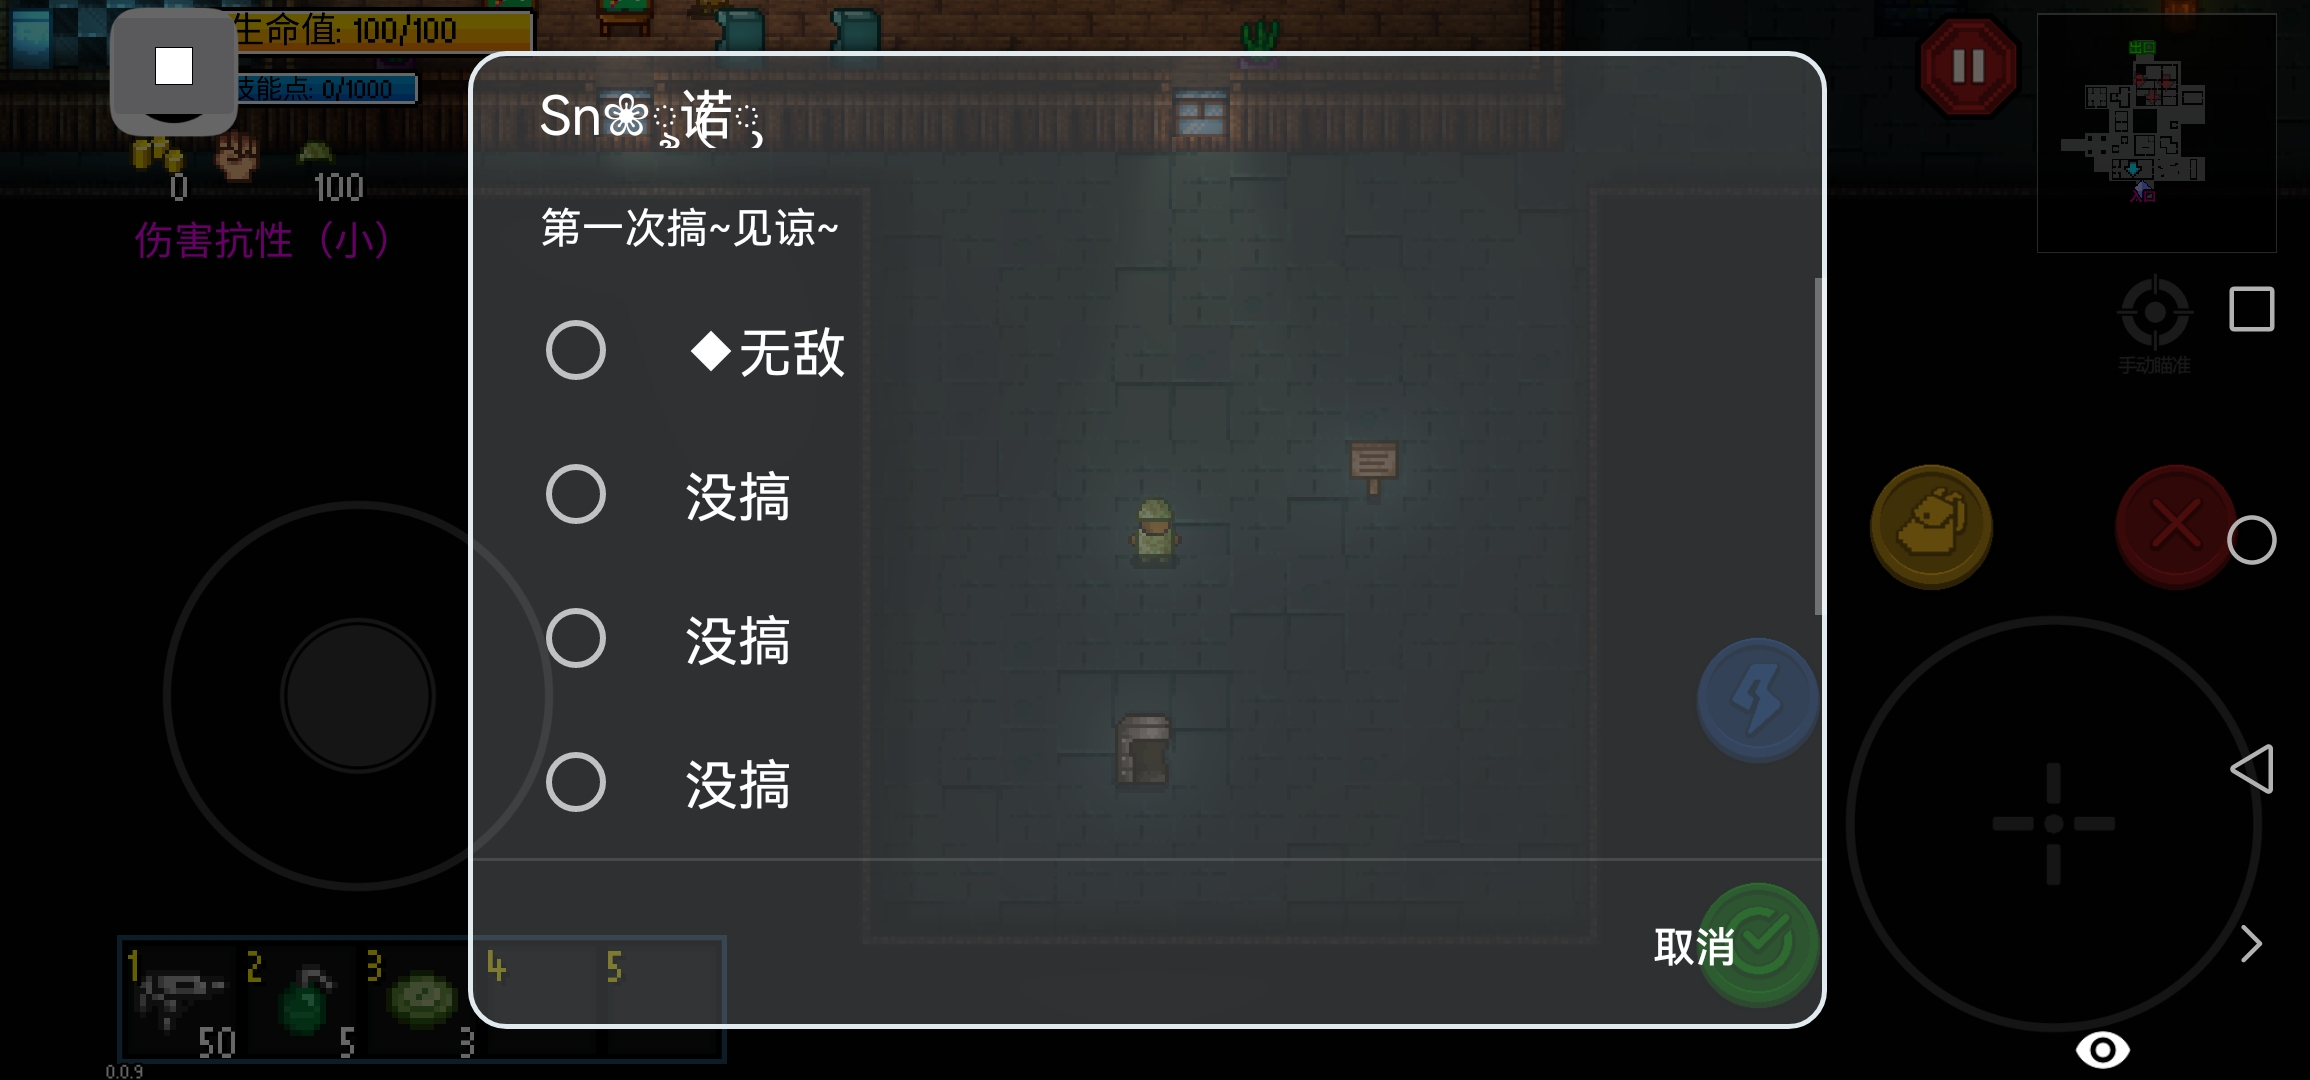 生命值: 100/100
技能点: 0/1000
0
100
伤害抗性（小）
Sn❀ 诺
第一次搞~见谅~
◆无敌
没搞
没搞
没搞
取消
手动瞄准
1
50
2
5
3
3
4
5
0.0.9